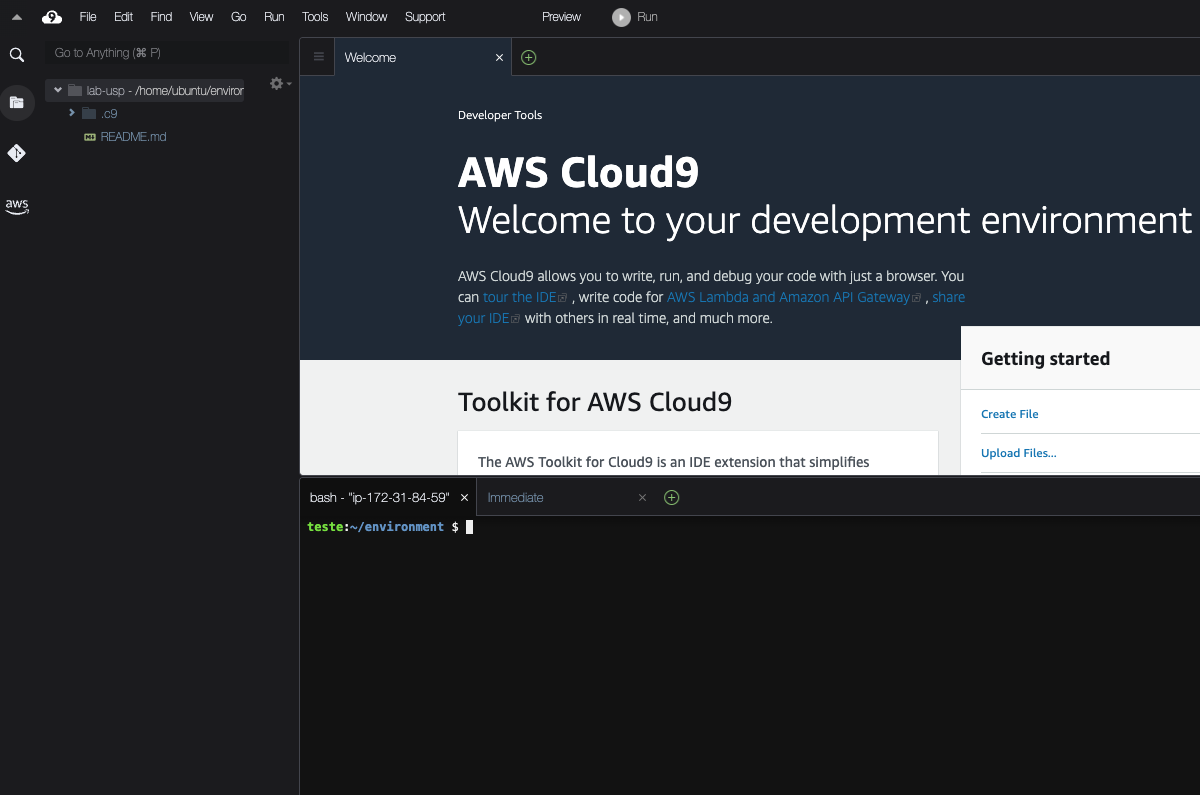 File Edit Find View Go Run Tools Window Support Preview Run
Go to Anything (⌘ P)
lab-usp - /home/ubuntu/environ
.c9
README.md
aws
Welcome
Developer Tools
AWS Cloud9
Welcome to your development environment
AWS Cloud9 allows you to write, run, and debug your code with just a browser. You
can tour the IDE , write code for AWS Lambda and Amazon API Gateway , share
your IDE with others in real time, and much more.
Getting started
Create File
Upload Files...
Toolkit for AWS Cloud9
The AWS Toolkit for Cloud9 is an IDE extension that simplifies
bash - "ip-172-31-84-59" Immediate
teste:~/environment $